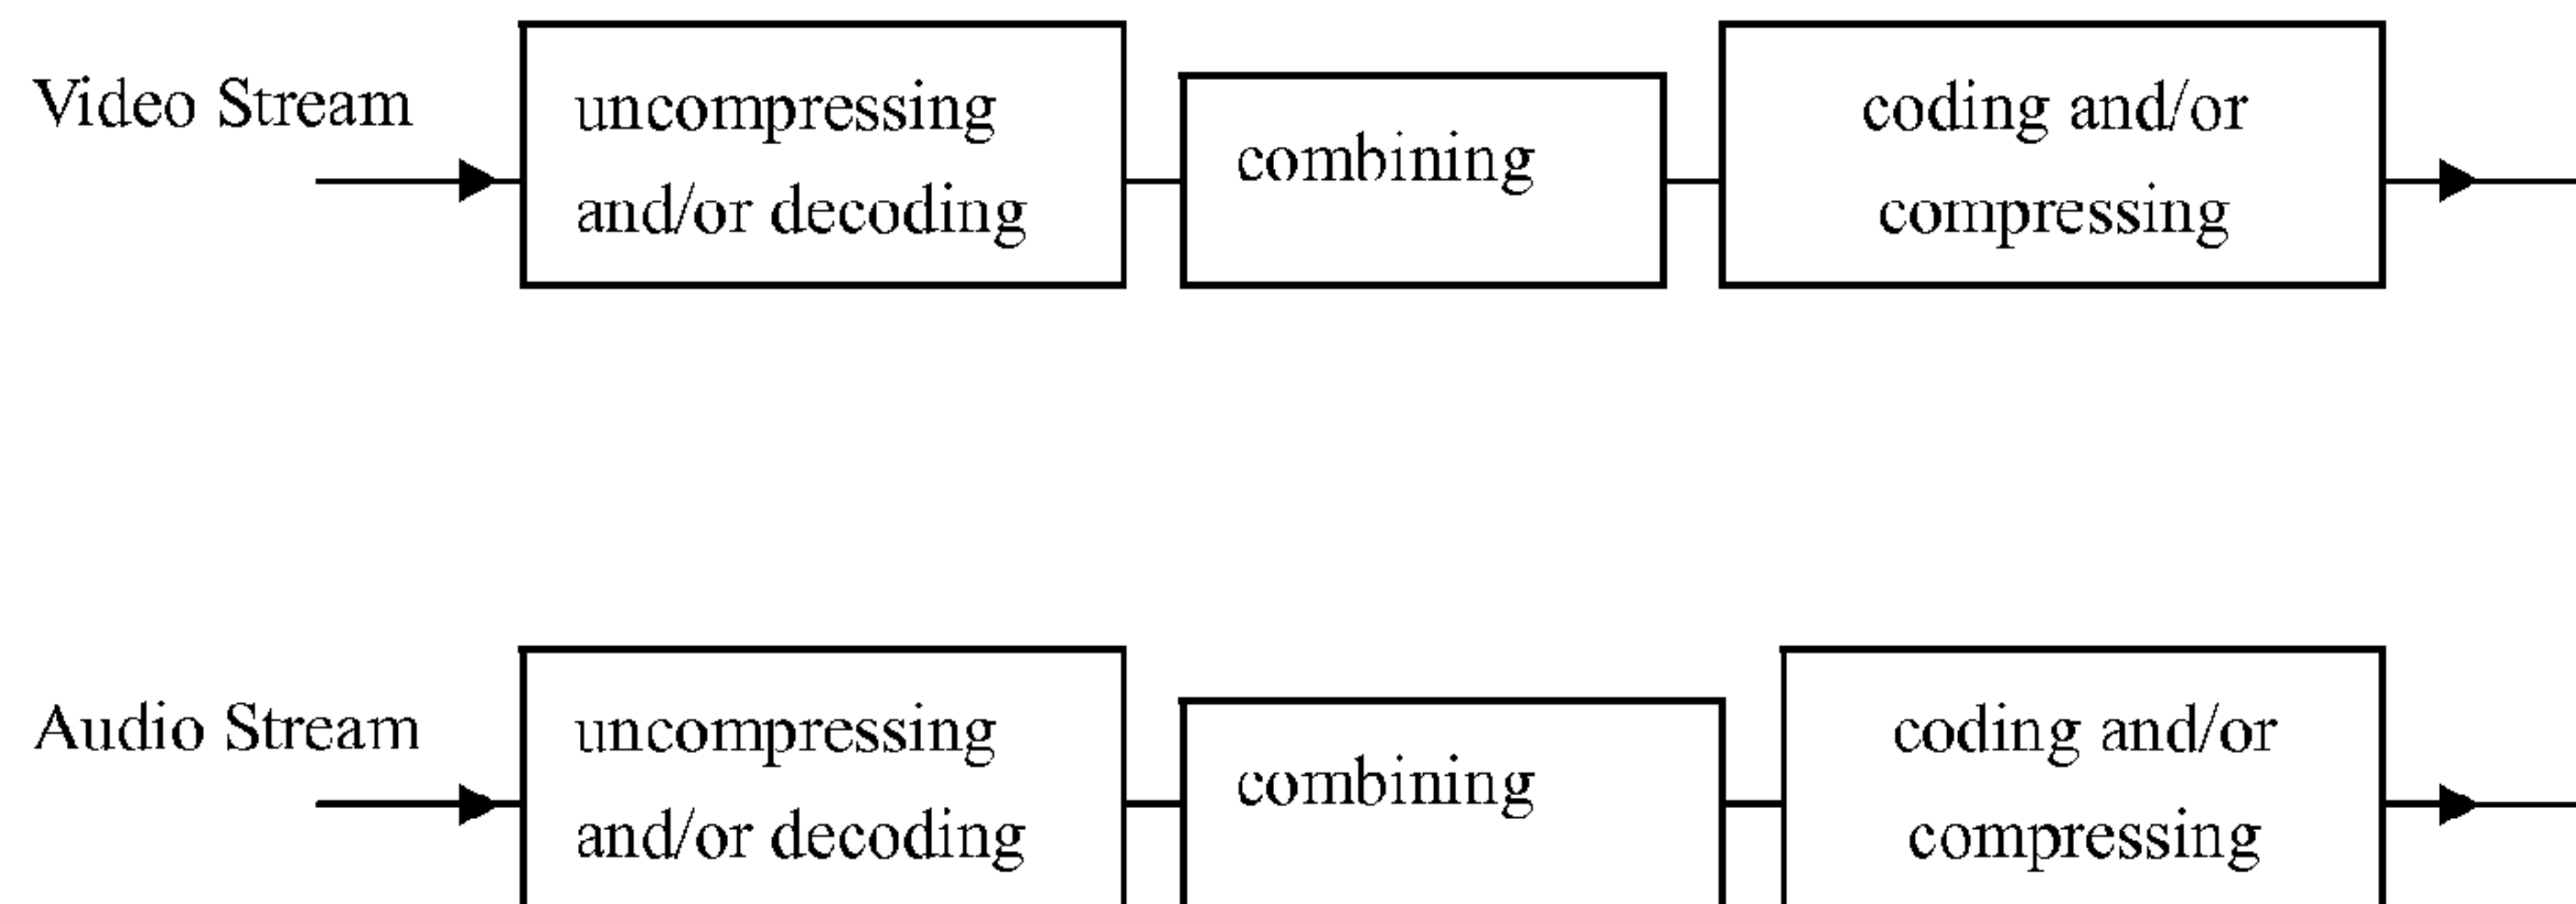 Video Stream
uncompressing
and/or decoding
combining
coding and/or
compressing
Audio Stream
uncompressing
and/or decoding
combining
coding and/or
compressing